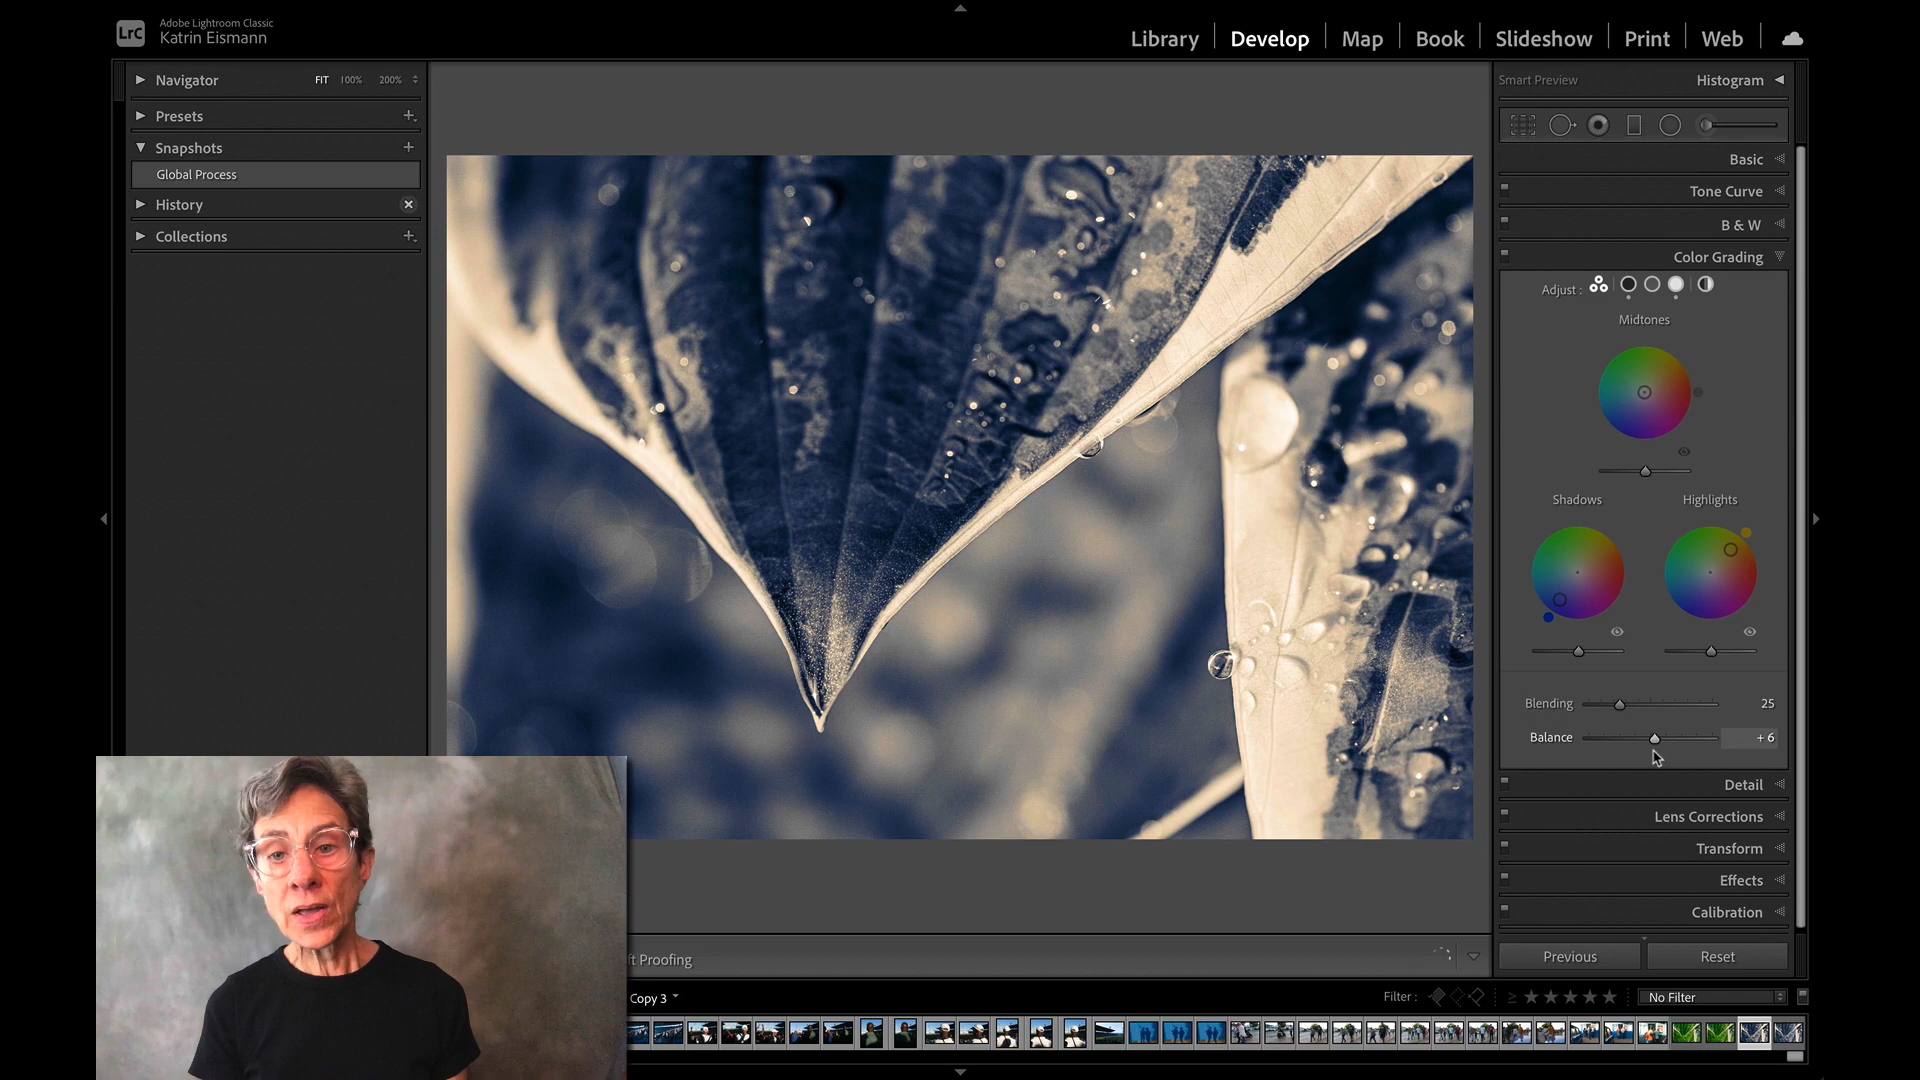 LrC
Adobe Lightroom Classic
Katrin Eismann
Library
Develop
Map
Book
Slideshow
Print
Web
Navigator
FIT
100%
200%
Presets
Snapshots
Global Process
History
Collections
Smart Preview
Histogram
Basic
Tone Curve
B & W
Color Grading
Adjust :
Midtones
Shadows
Highlights
Blending
25
Balance
+ 6
Detail
Lens Corrections
Transform
Effects
Calibration
Previous
Reset
ft Proofing
Copy 3
Filter :
No Filter